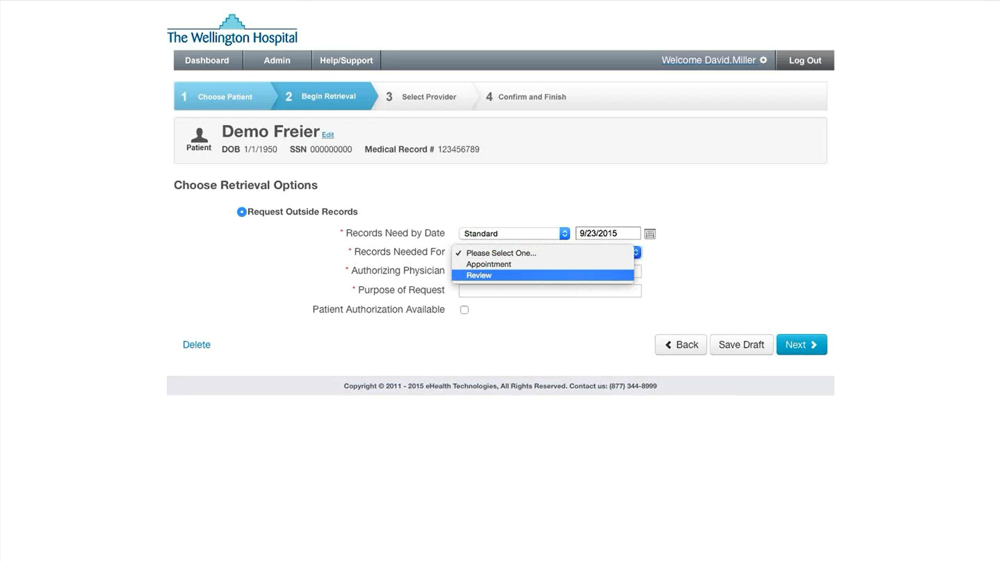 The Wellington Hospital
Dashboard Admin Help/Support Welcome David.Miller Log Out
1 Choose Patient 2 Begin Retrieval 3 Select Provider 4 Confirm and Finish
Demo Freier Edit
Patient DOB 1/1/1950 SSN 000000000 Medical Record # 123456789
Choose Retrieval Options
Request Outside Records
* Records Need by Date Standard 9/23/2015
* Records Needed For ✓ Please Select One...
Appointment
* Authorizing Physician Review
* Purpose of Request
Patient Authorization Available
Delete Back Save Draft Next
Copyright © 2011 - 2015 eHealth Technologies, All Rights Reserved. Contact us: (877) 344-8999